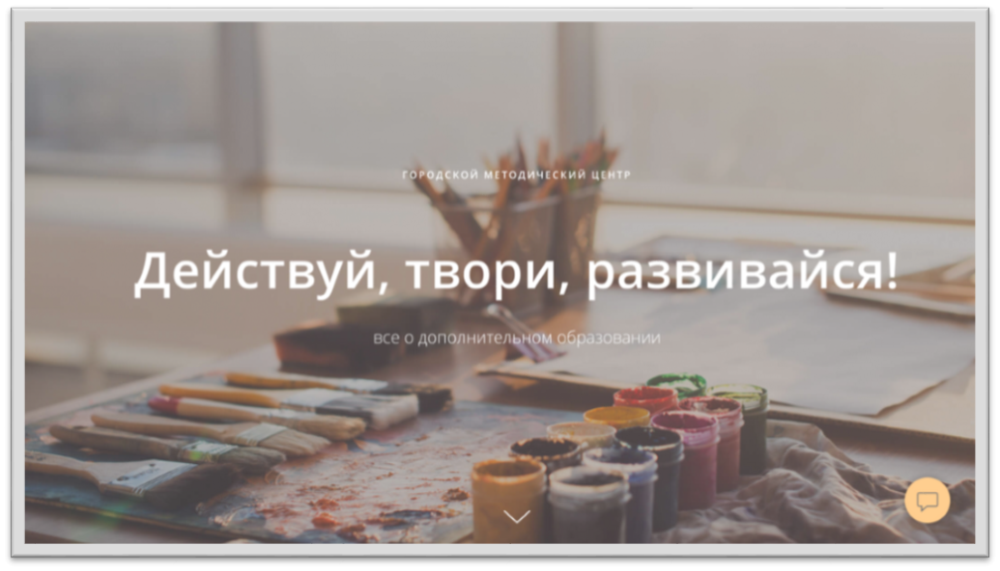 ГОРОДСКОЙ МЕТОДИЧЕСКИЙ ЦЕНТР
Действуй, твори, развивайся!
все о дополнительном образовании